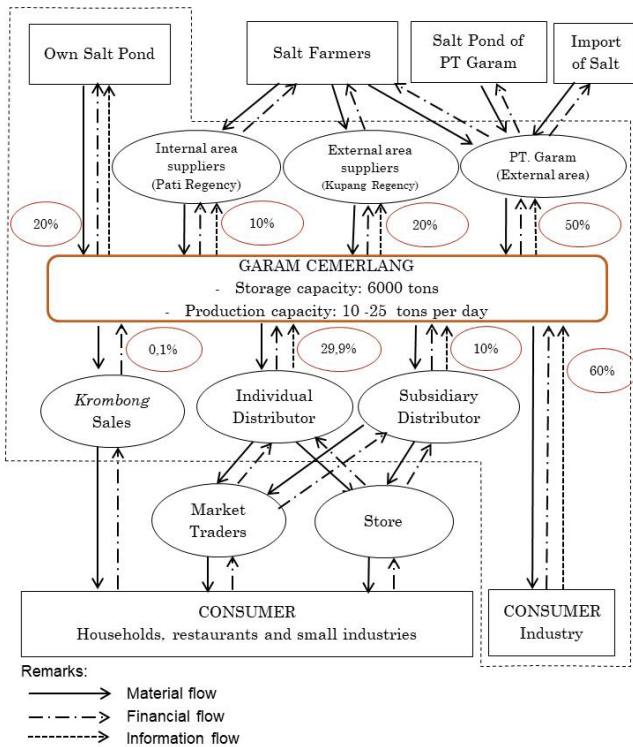 Own Salt Pond
Salt Farmers
Salt Pond of
PT Garam
Import
of Salt
Internal area
suppliers
(Pati Regency)
External area
suppliers
(Kupang Regency)
PT. Garam
(External area)
20%
10%
20%
50%
GARAM CEMERLANG
- Storage capacity: 6000 tons
- Production capacity: 10 -25 tons per day
0,1%
29,9%
10%
60%
Krombong
Sales
Individual
Distributor
Subsidiary
Distributor
Market
Traders
Store
CONSUMER
Households, restaurants and small industries
CONSUMER
Industry
Remarks:
Material flow
Financial flow
Information flow